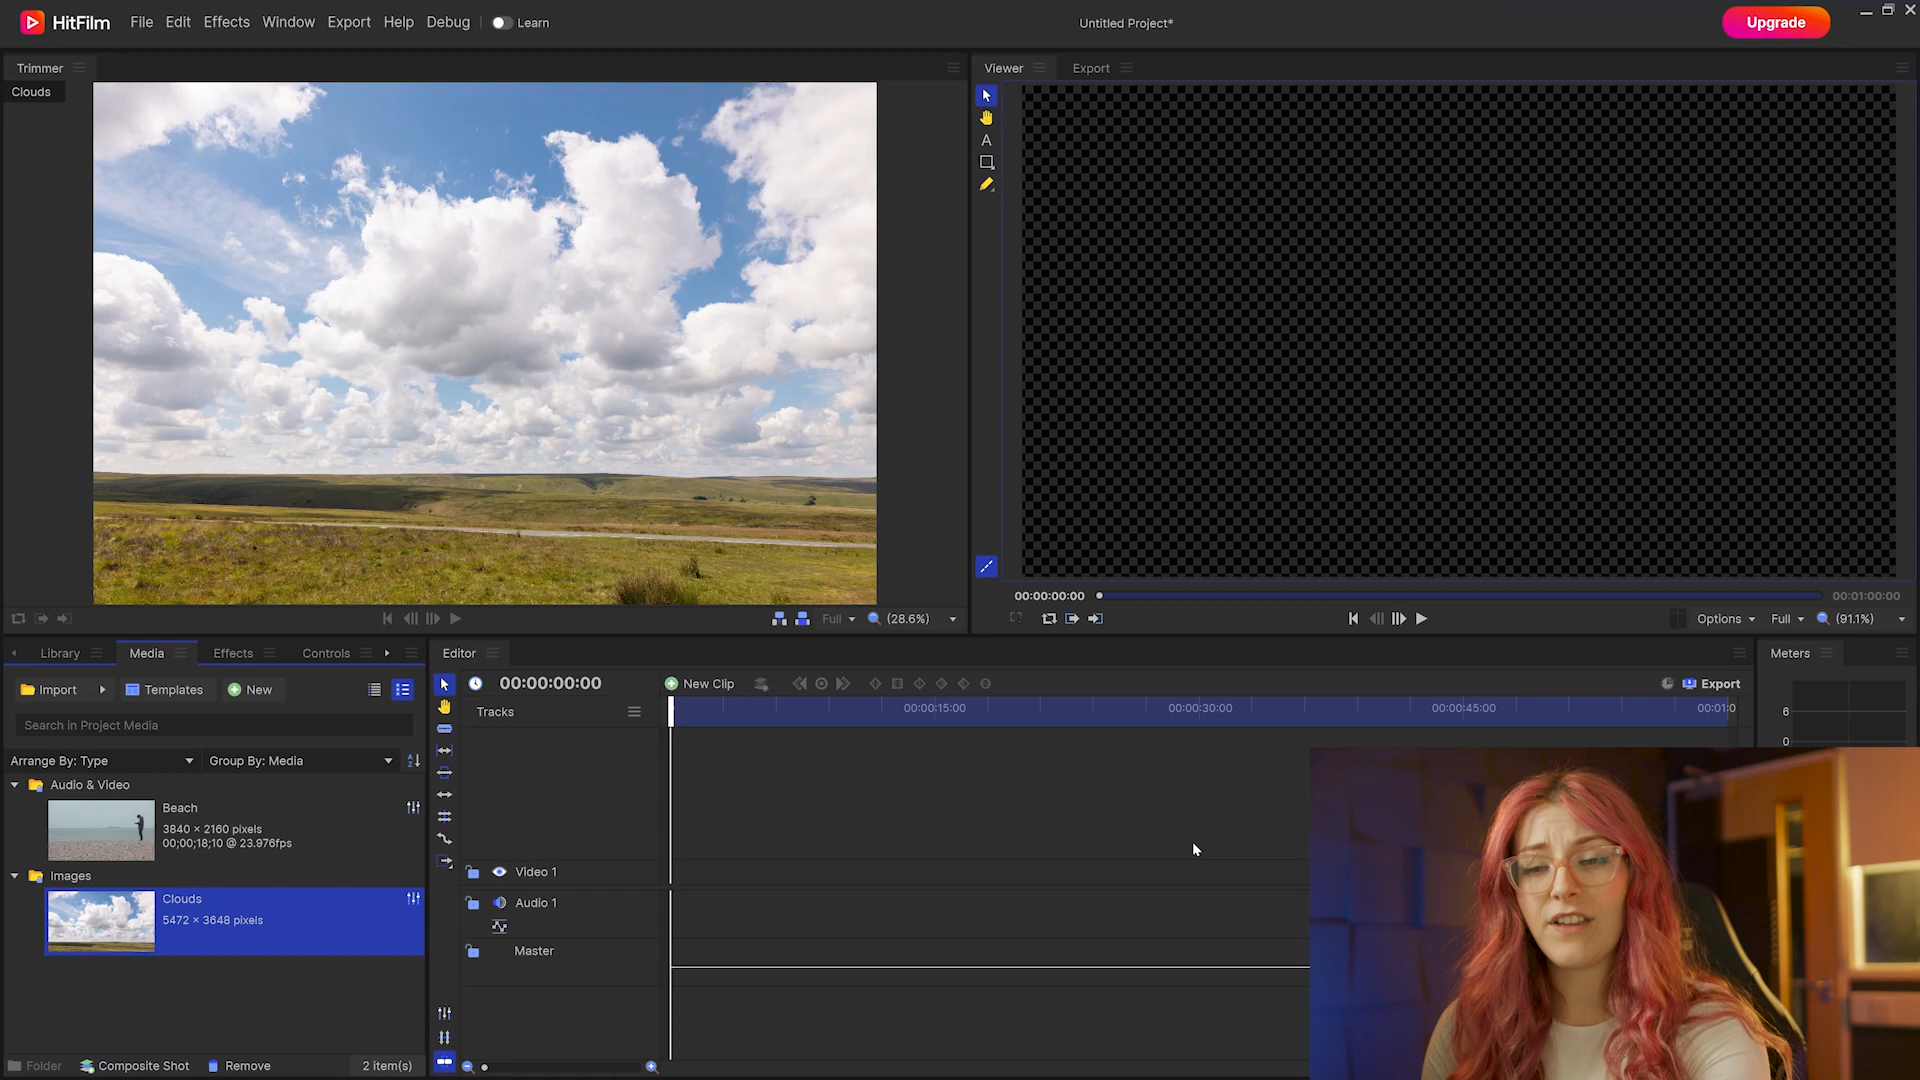 HitFilm File Edit Effects Window Export Help Debug Learn Untitled Project* Upgrade
Trimmer
Clouds
Viewer Export
A
00:00:00:00 00:01:00:00
Full (28.6%)
Options Full (91.1%)
Library Media Effects Controls
Import Templates New
Search in Project Media
Arrange By: Type Group By: Media
Audio & Video
Beach
3840 × 2160 pixels
00;00;18;10 @ 23.976fps
Images
Clouds
5472 × 3648 pixels
Folder Composite Shot Remove 2 item(s)
Editor
00:00:00:00 New Clip Export
Tracks 00:00:15:00 00:00:30:00 00:00:45:00 00:01:0
Video 1
Audio 1
Master
Meters
6
0